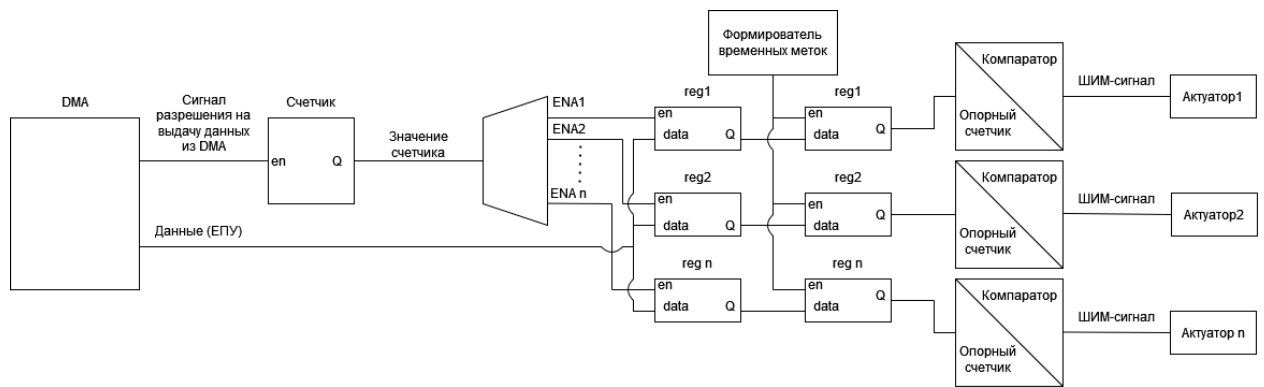 Формирователь
временных меток
DMA
Сигнал
разрешения на
выдачу данных
из DMA
Счетчик
en
Q
Значение
счетчика
ENA1
ENA2
ENA n
Данные (ЕПУ)
reg1
en
data
Q
reg1
en
data
Q
Компаратор
Опорный
счетчик
ШИМ-сигнал
Актуатор1
reg2
en
data
Q
reg2
en
data
Q
Компаратор
Опорный
счетчик
ШИМ-сигнал
Актуатор2
reg n
en
data
Q
reg n
en
data
Q
Компаратор
Опорный
счетчик
ШИМ-сигнал
Актуатор n